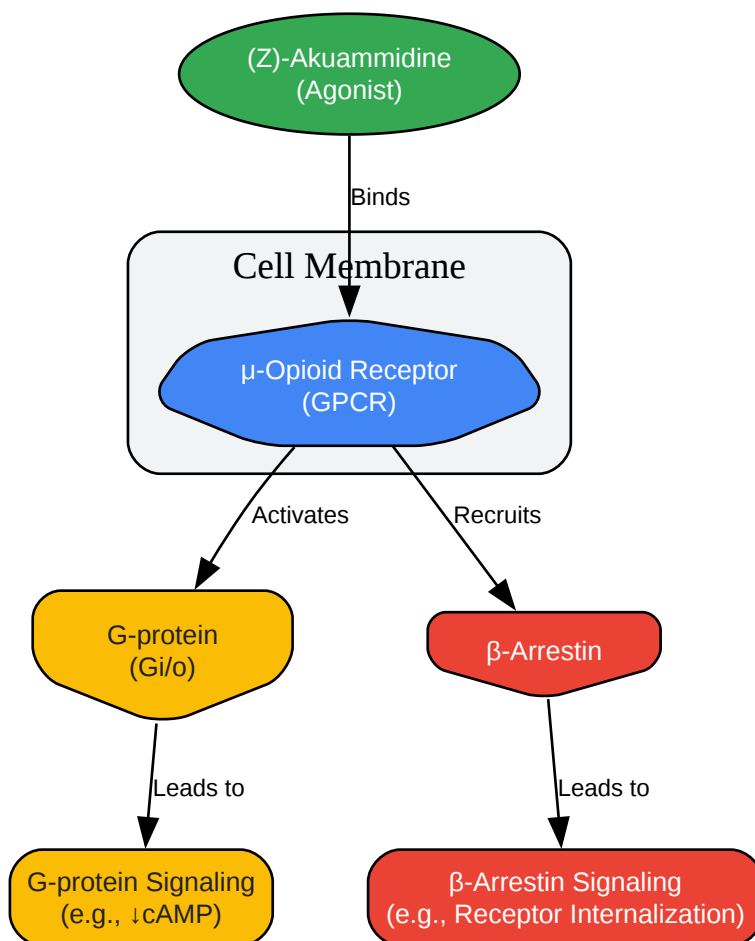 (Z)-Akuammidine
(Agonist)
Binds
Cell Membrane
μ-Opioid Receptor
(GPCR)
Activates
Recruits
G-protein
(Gi/o)
β-Arrestin
Leads to
Leads to
G-protein Signaling
(e.g., ↓cAMP)
β-Arrestin Signaling
(e.g., Receptor Internalization)